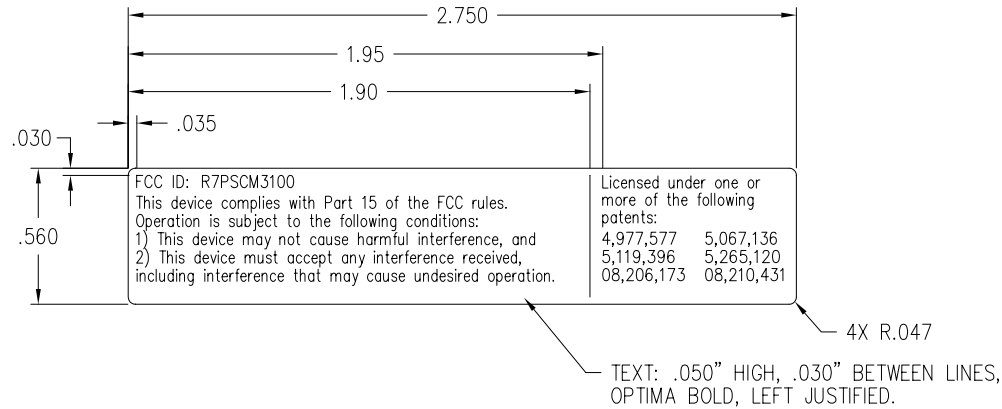 2.750
1.95
1.90
.035
.030
.560
FCC ID: R7PSCM3100
This device complies with Part 15 of the FCC rules.
Operation is subject to the following conditions:
1) This device may not cause harmful interference, and
2) This device must accept any interference received,
including interference that may cause undesired operation.
Licensed under one or
more of the following
patents:
4,977,577 5,067,136
5,119,396 5,265,120
08,206,173 08,210,431
4X R.047
TEXT: .050" HIGH, .030" BETWEEN LINES,
OPTIMA BOLD, LEFT JUSTIFIED.